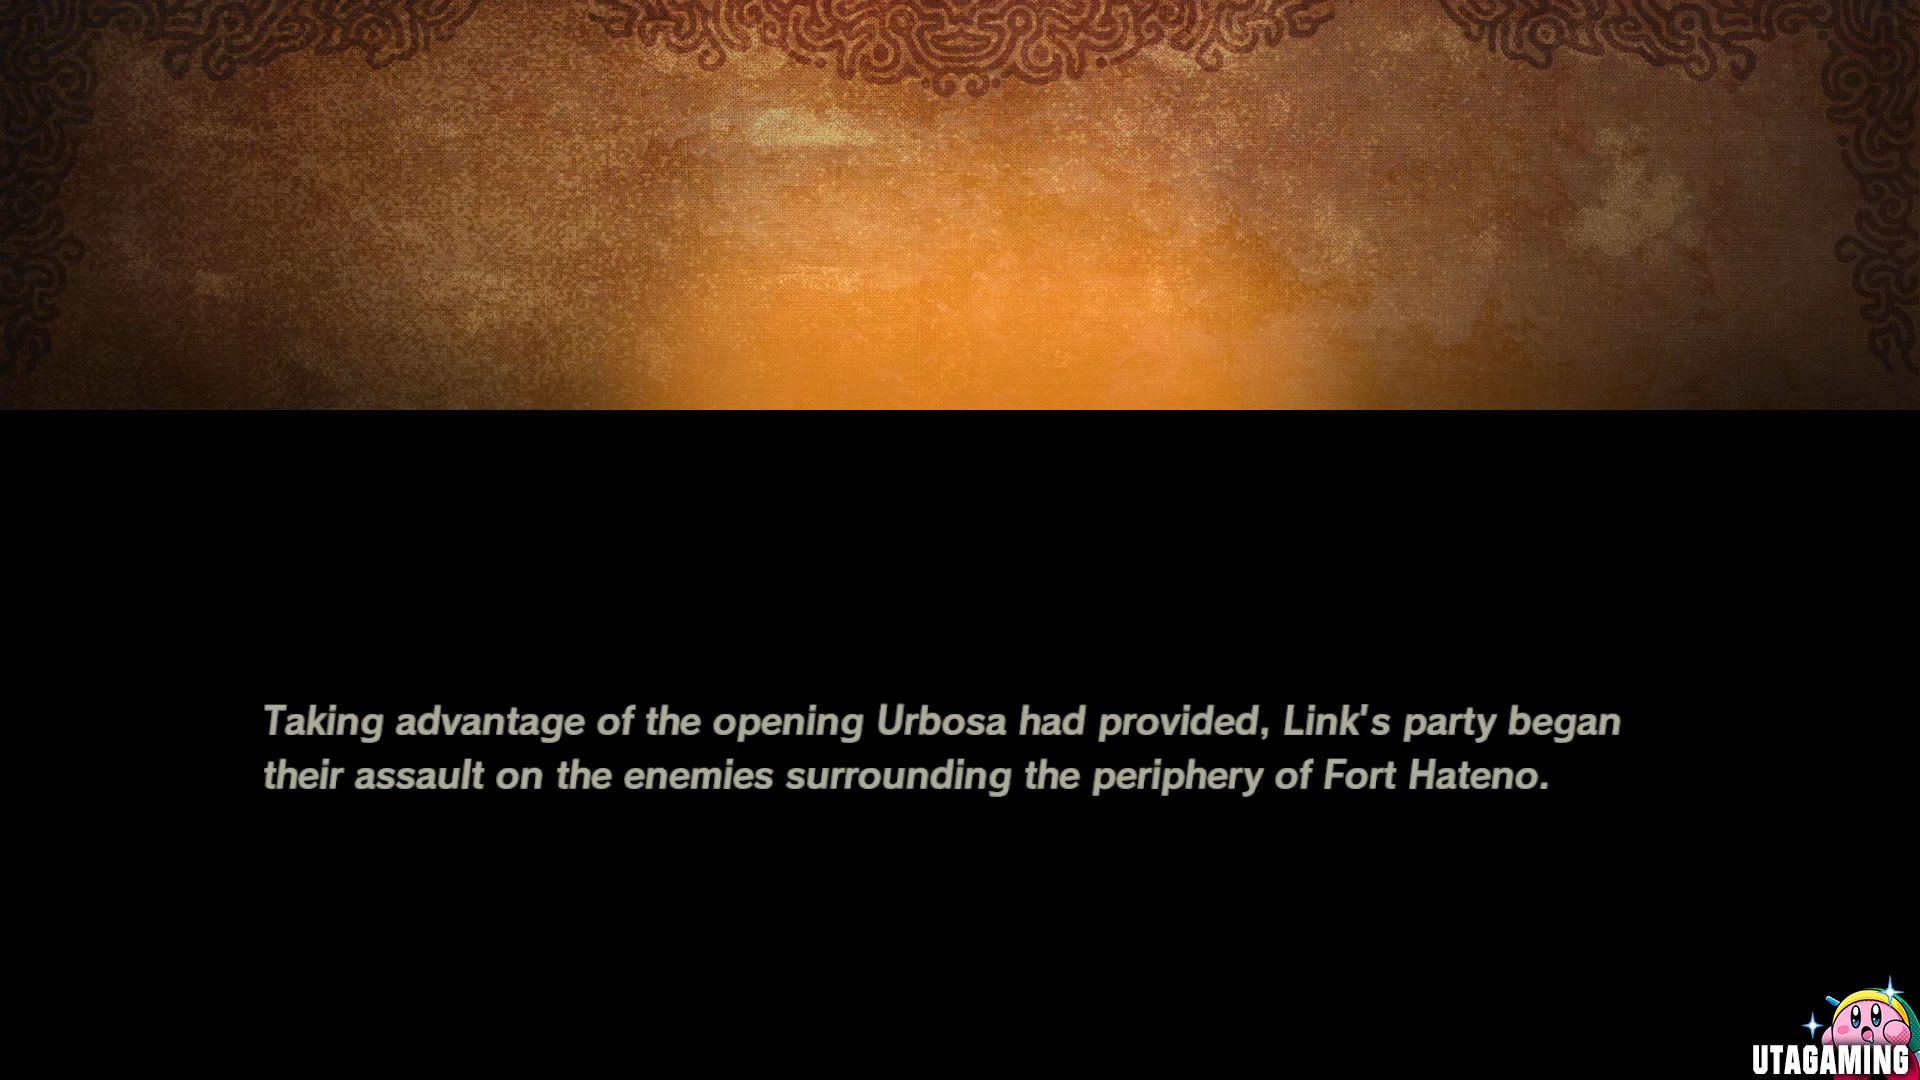 Taking advantage of the opening Urbosa had provided, Link's party began
their assault on the enemies surrounding the periphery of Fort Hateno.
UTAGAMING